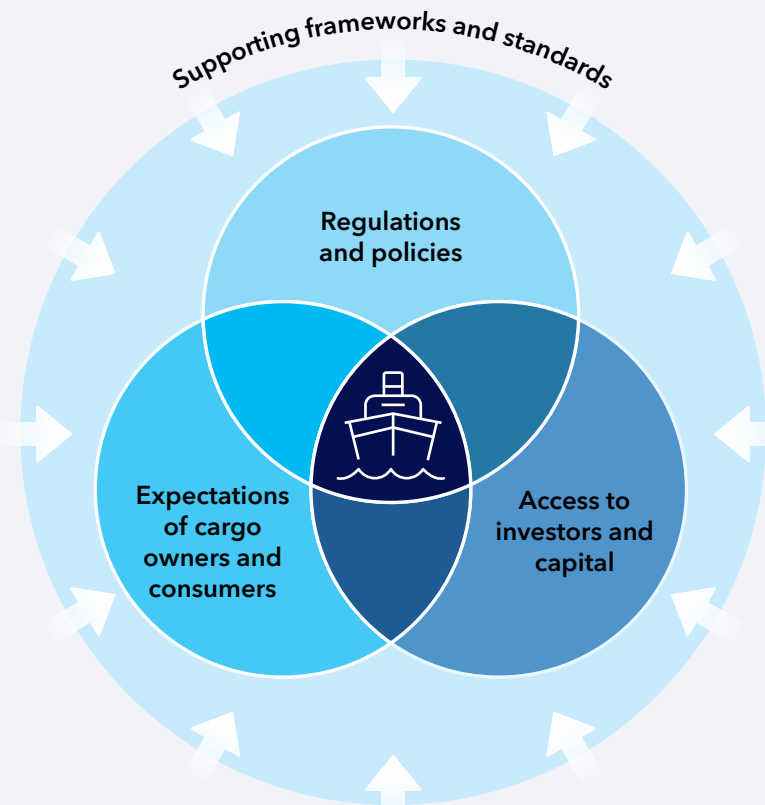 Supporting frameworks and standards
Regulations
and policies
Expectations
of cargo
owners and
consumers
Access to
investors and
capital